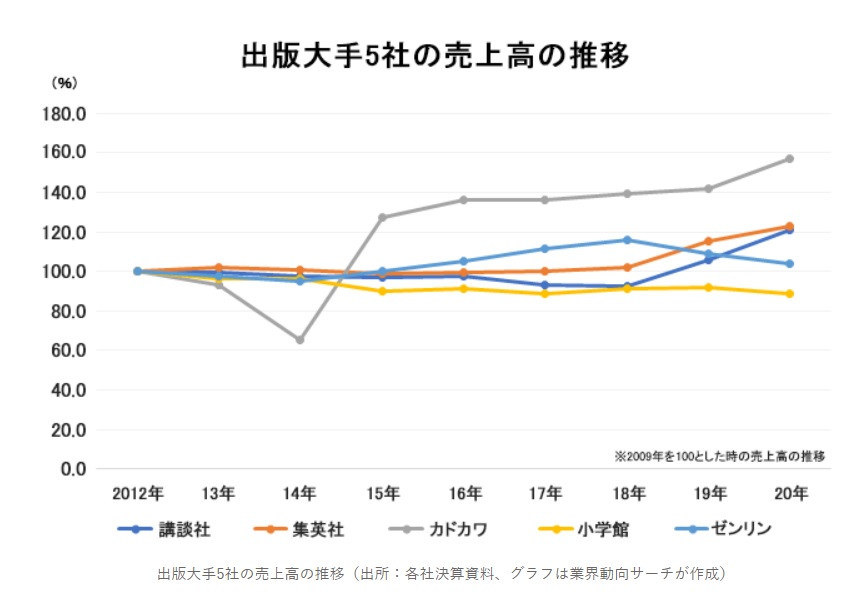 出版大手5社の売上高の推移
（%）
180.0
160.0
140.0
120.0
100.0
80.0
60.0
40.0
20.0
0.0
※2009年を100とした時の売上高の推移
2012年 13年 14年 15年 16年 17年 18年 19年 20年
講談社 集英社 カドカワ 小学館 ゼンリン
出版大手5社の売上高の推移（出所：各社決算資料、グラフは業界動向サーチが作成）